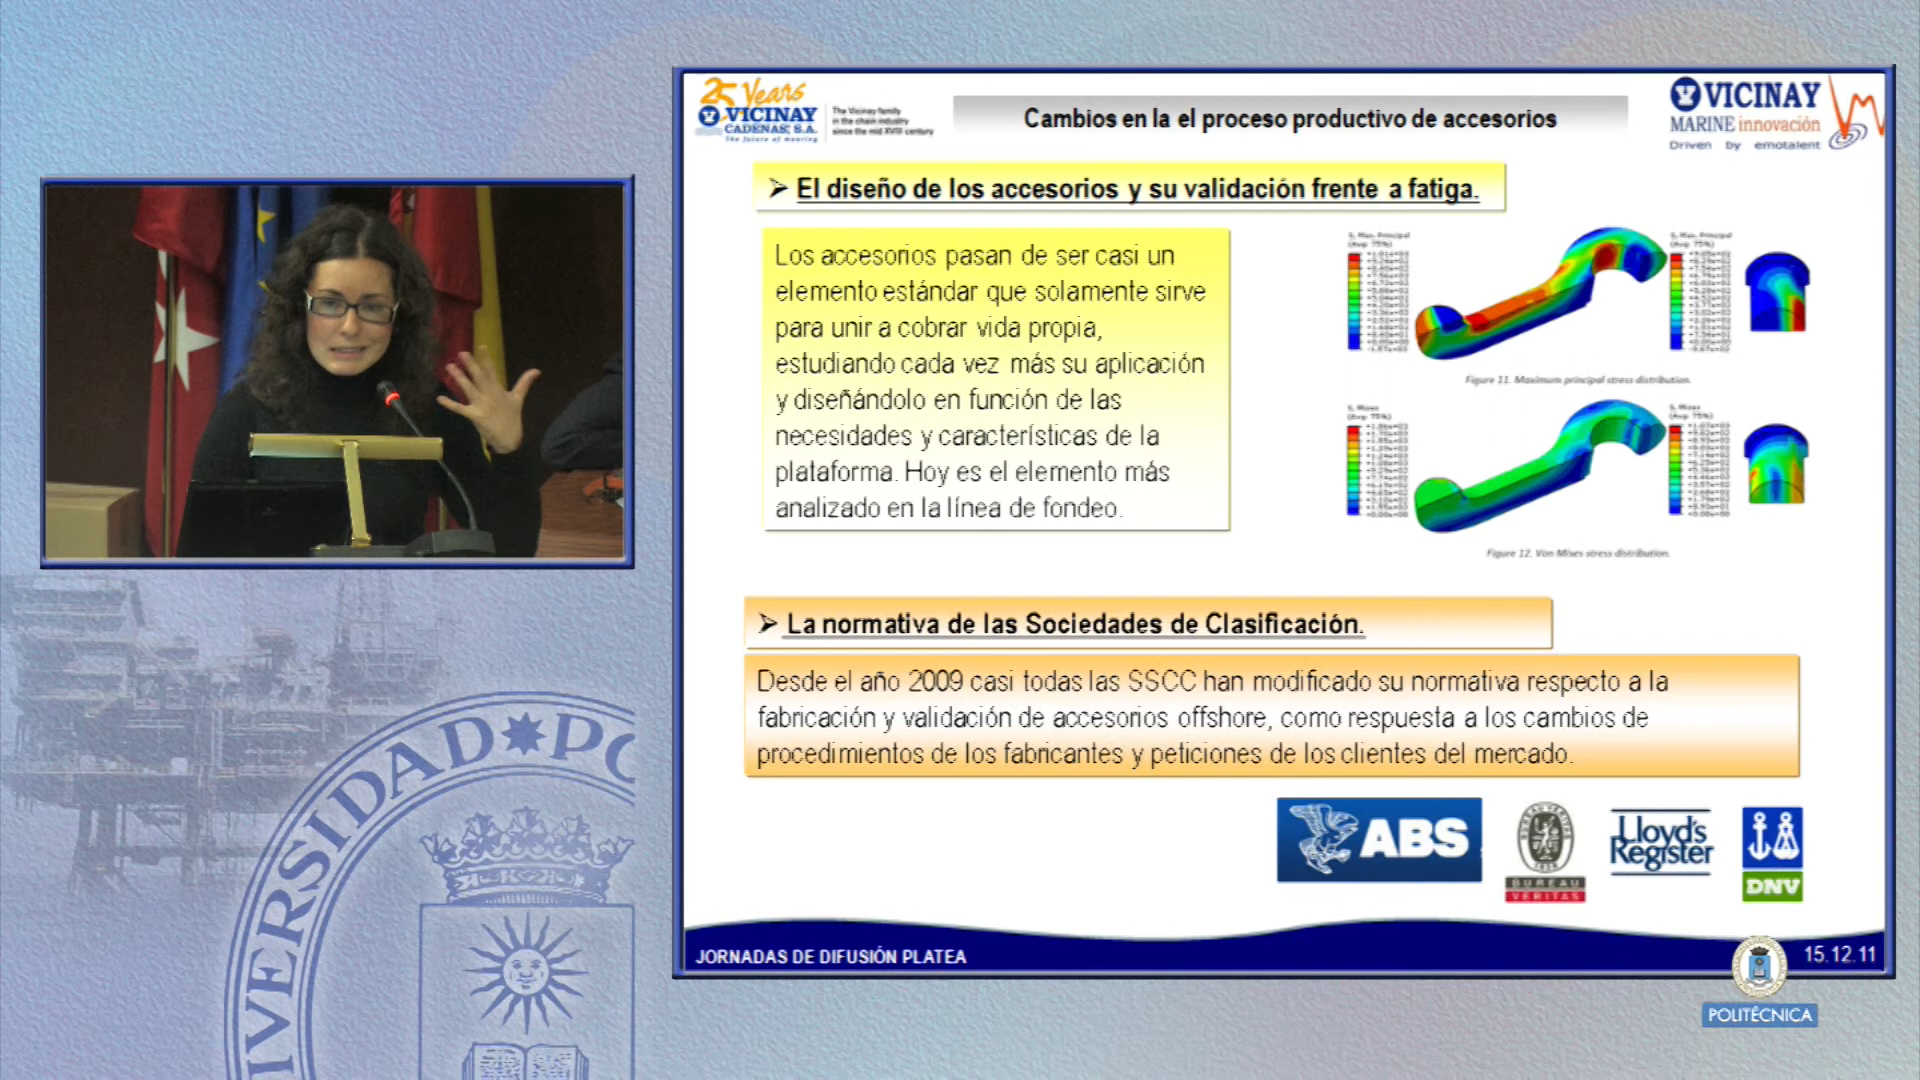 25 Years
VICINAY
CADENAS, S.A.
The future of mooring
The Vicinay family
in the chain industry
since the mid XVIII century
Cambios en la el proceso productivo de accesorios
VICINAY
MARINE innovación
Driven by emotalent
➢ El diseño de los accesorios y su validación frente a fatiga.
Los accesorios pasan de ser casi un
elemento estándar que solamente sirve
para unir a cobrar vida propia,
estudiando cada vez más su aplicación
y diseñándolo en función de las
necesidades y características de la
plataforma. Hoy es el elemento más
analizado en la línea de fondeo.
S, Max. Principal
(Avg: 75%)
S, Max. Principal
(Avg: 75%)
Figure 11. Maximum principal stress distribution.
S, Mises
(Avg: 75%)
S, Mises
(Avg: 75%)
Figure 12. Von Mises stress distribution.
➢ La normativa de las Sociedades de Clasificación.
Desde el año 2009 casi todas las SSCC han modificado su normativa respecto a la
fabricación y validación de accesorios offshore, como respuesta a los cambios de
procedimientos de los fabricantes y peticiones de los clientes del mercado.
ABS
BUREAU
VERITAS
Lloyd's
Register
DNV
JORNADAS DE DIFUSIÓN PLATEA
15.12.11
POLITÉCNICA
VERSIDAD PO